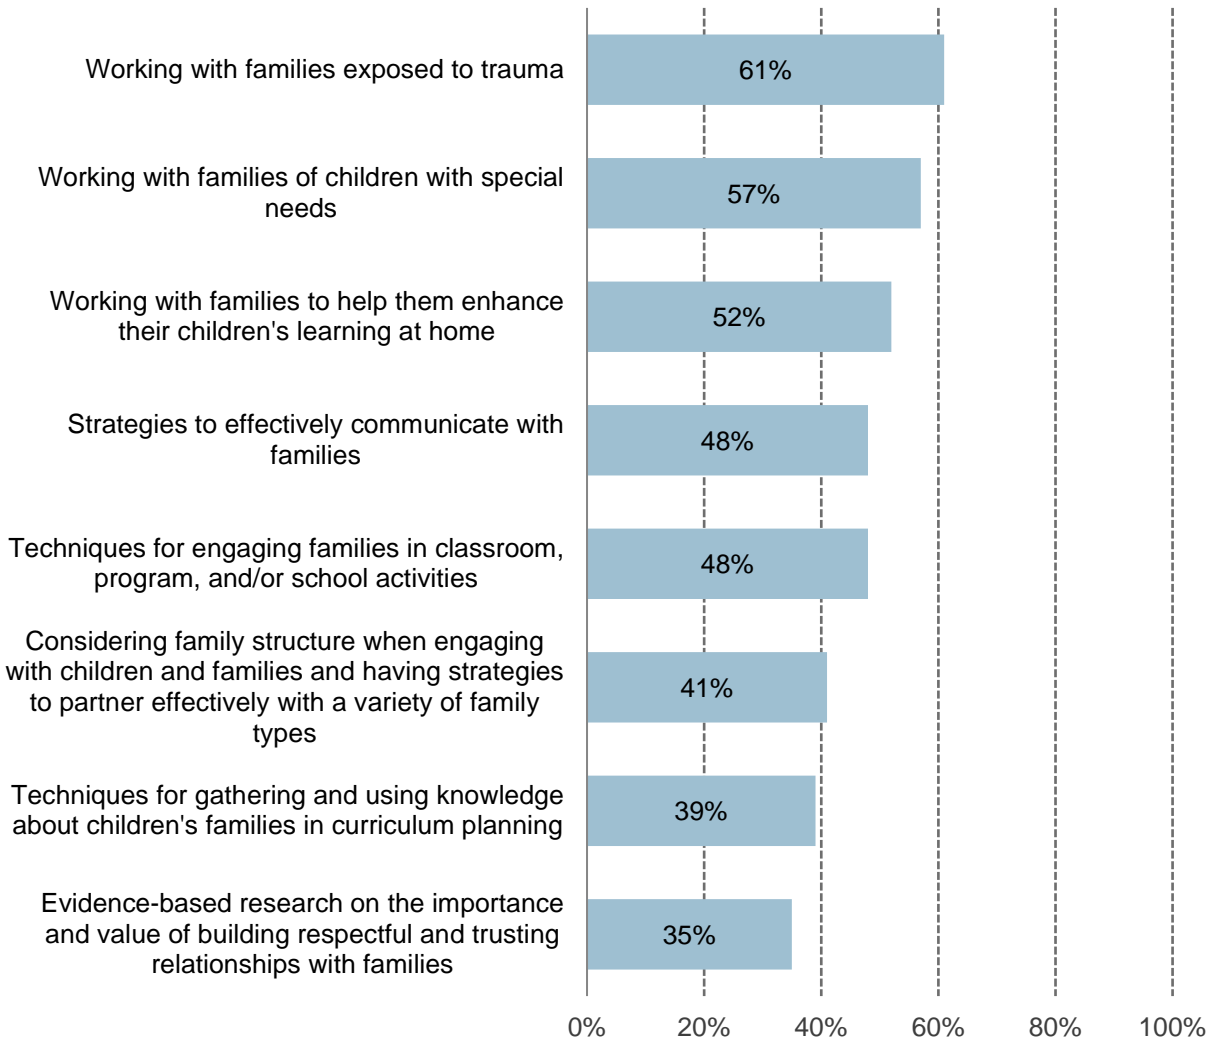 Working with families exposed to trauma
61%
Working with families of children with special
needs
57%
Working with families to help them enhance
their children's learning at home
52%
Strategies to effectively communicate with
families
48%
Techniques for engaging families in classroom,
program, and/or school activities
48%
Considering family structure when engaging
with children and families and having strategies
to partner effectively with a variety of family
types
41%
Techniques for gathering and using knowledge
about children's families in curriculum planning
39%
Evidence-based research on the importance
and value of building respectful and trusting
relationships with families
35%
0% 20% 40% 60% 80% 100%